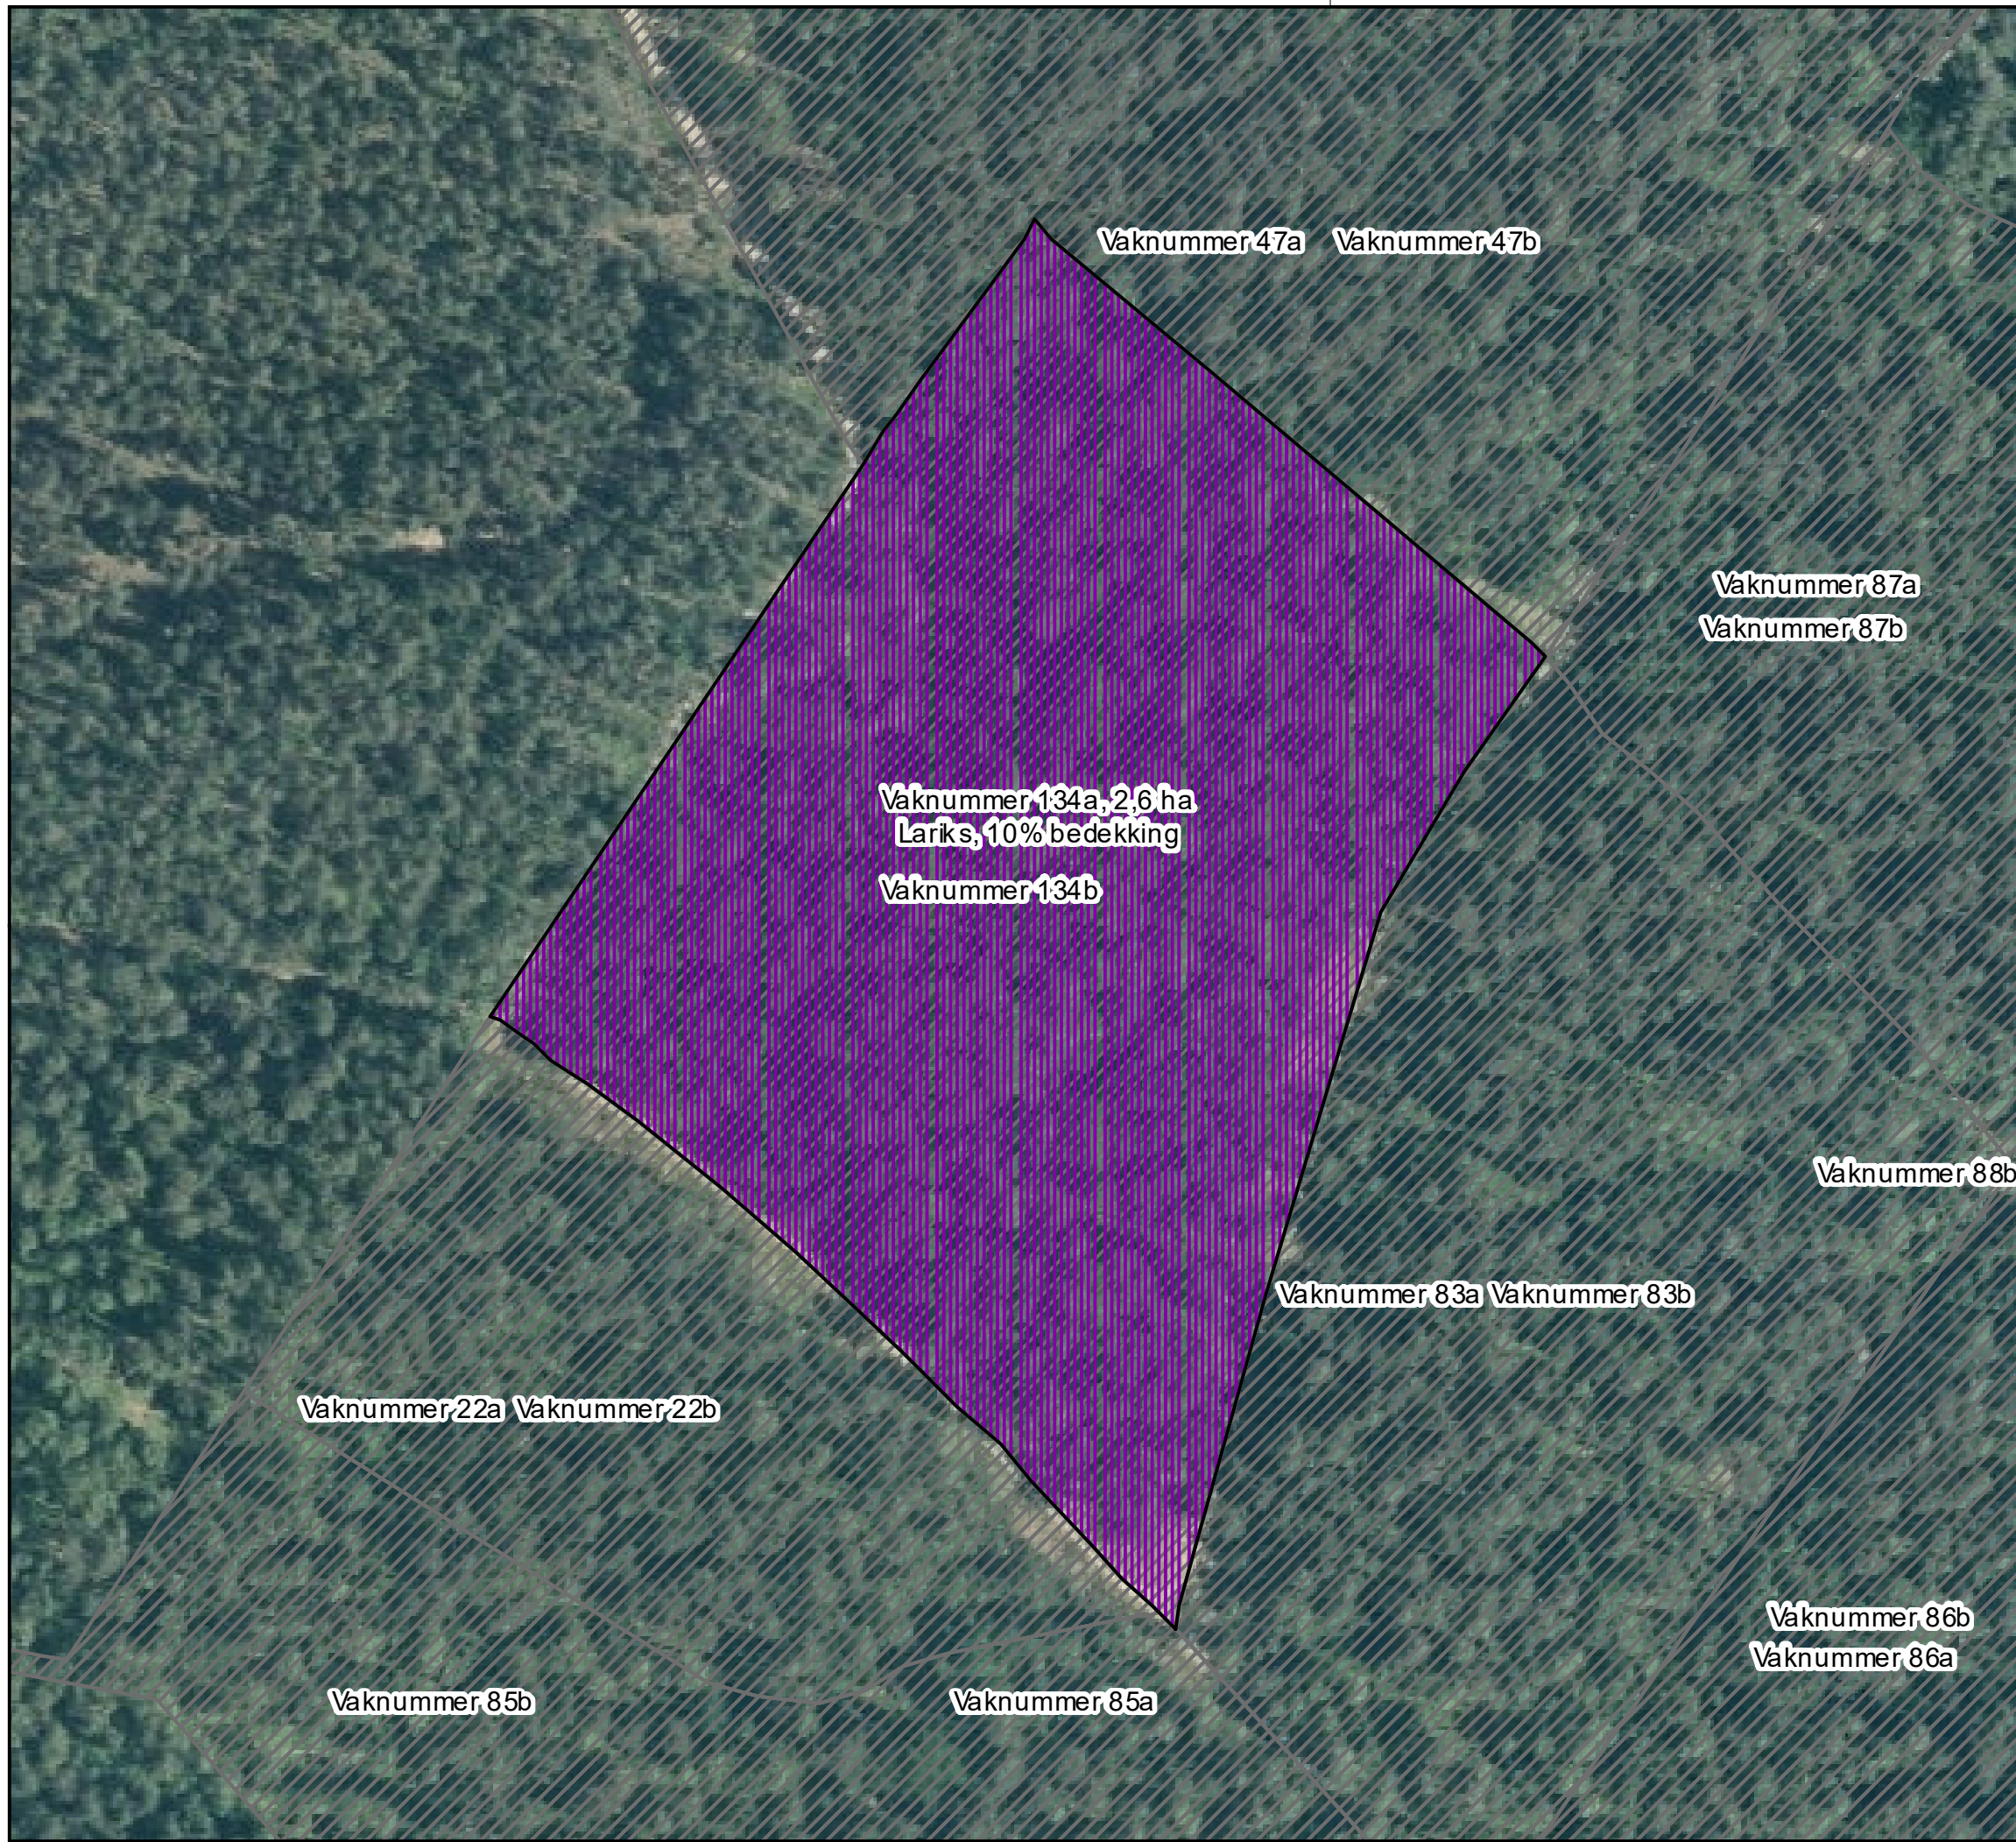 Vaknummer 47a Vaknummer 47b
Vaknummer 87a
Vaknummer 87b
Vaknummer 134a, 2,6 ha
Lariks, 10% bedekking
Vaknummer 134b
Vaknummer 88b
Vaknummer 83a Vaknummer 83b
Vaknummer 22a Vaknummer 22b
Vaknummer 86b
Vaknummer 86a
Vaknummer 85b Vaknummer 85a